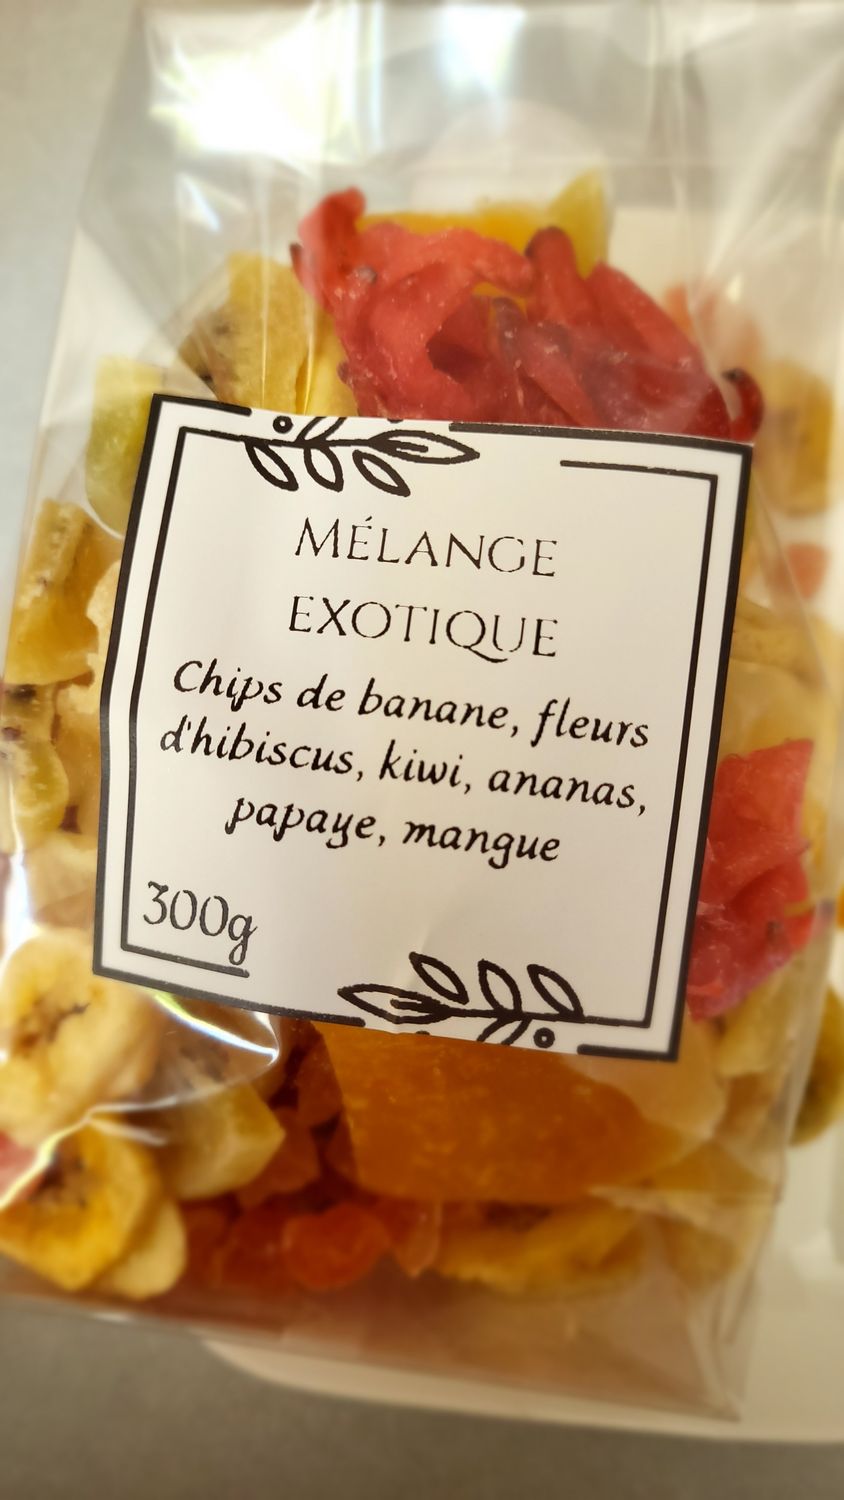 MÉLANGE
EXOTIQUE
Chips de banane, fleurs
d'hibiscus, kiwi, ananas,
papaye, mangue
300g